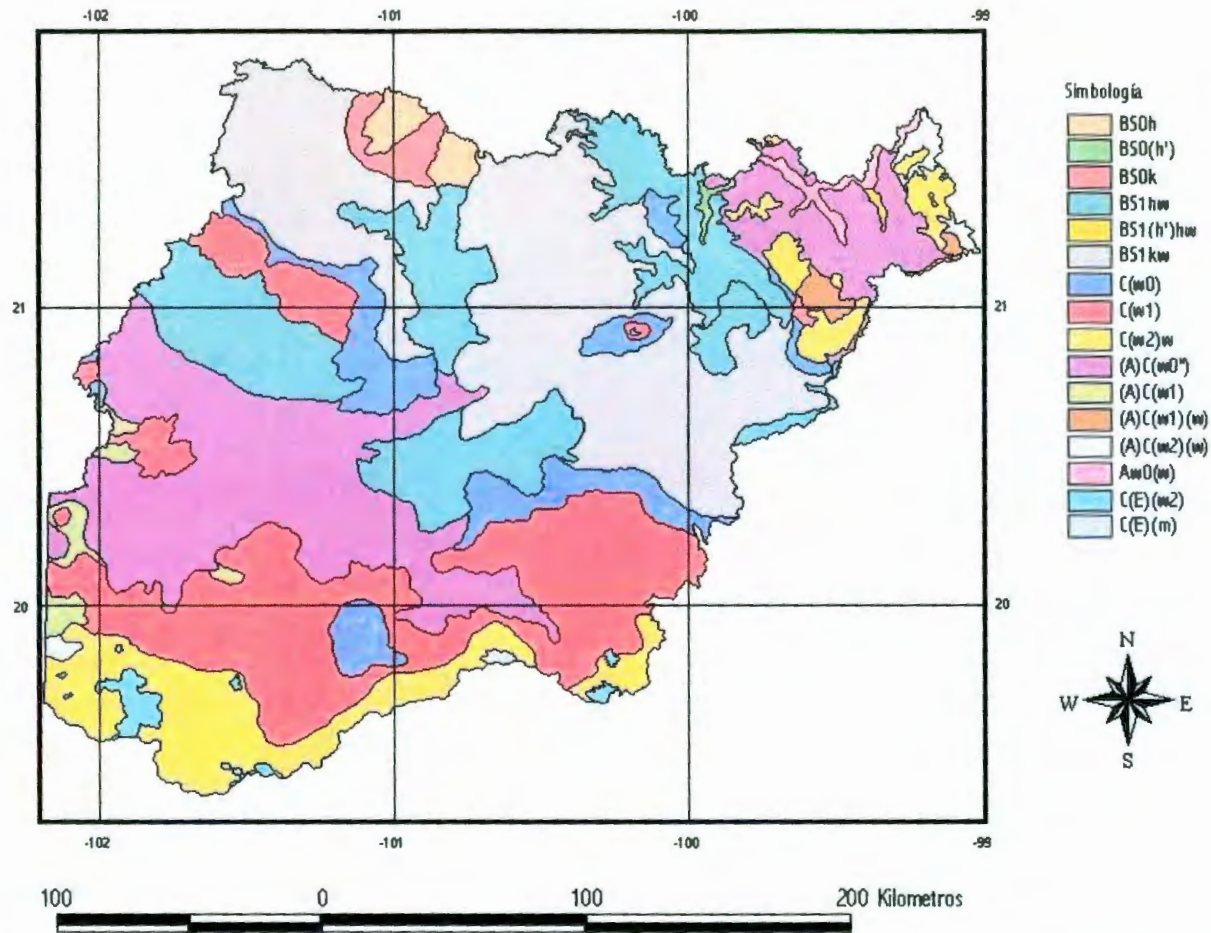 -102 -101 -100 -99
21
20
21
20
-102 -101 -100 -99
Simbología
BS0h
BS0(h')
BS0k
BS1hw
BS1(h')hw
BS1kw
C(w0)
C(w1)
C(w2)w
(A)C(w0")
(A)C(w1)
(A)C(w1)(w)
(A)C(w2)(w)
Aw0(w)
C(E)(w2)
C(E)(m)
N
W E
S
100 0 100 200 Kilometros